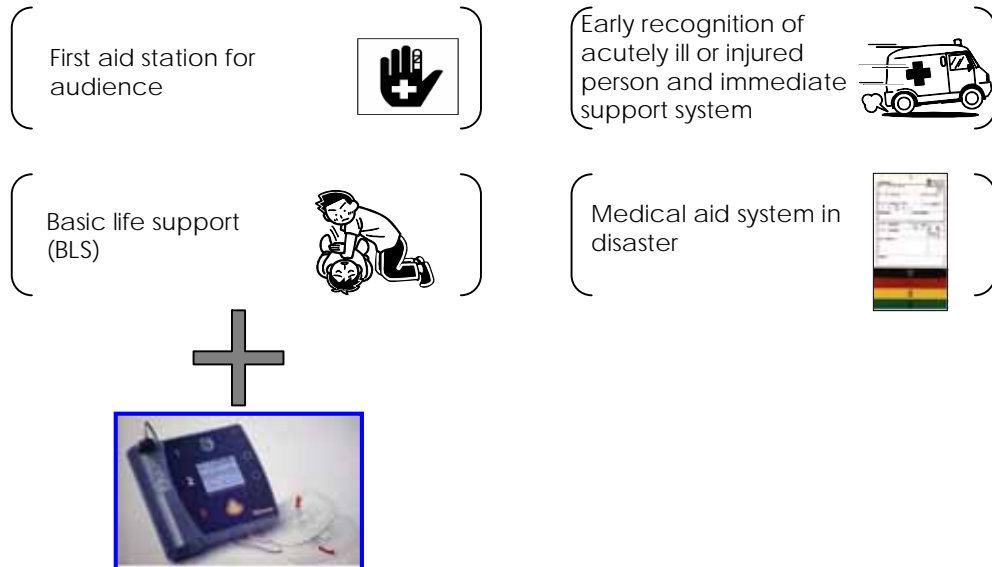 First aid station for
audience
Early recognition of
acutely ill or injured
person and immediate
support system
Basic life support
(BLS)
Medical aid system in
disaster